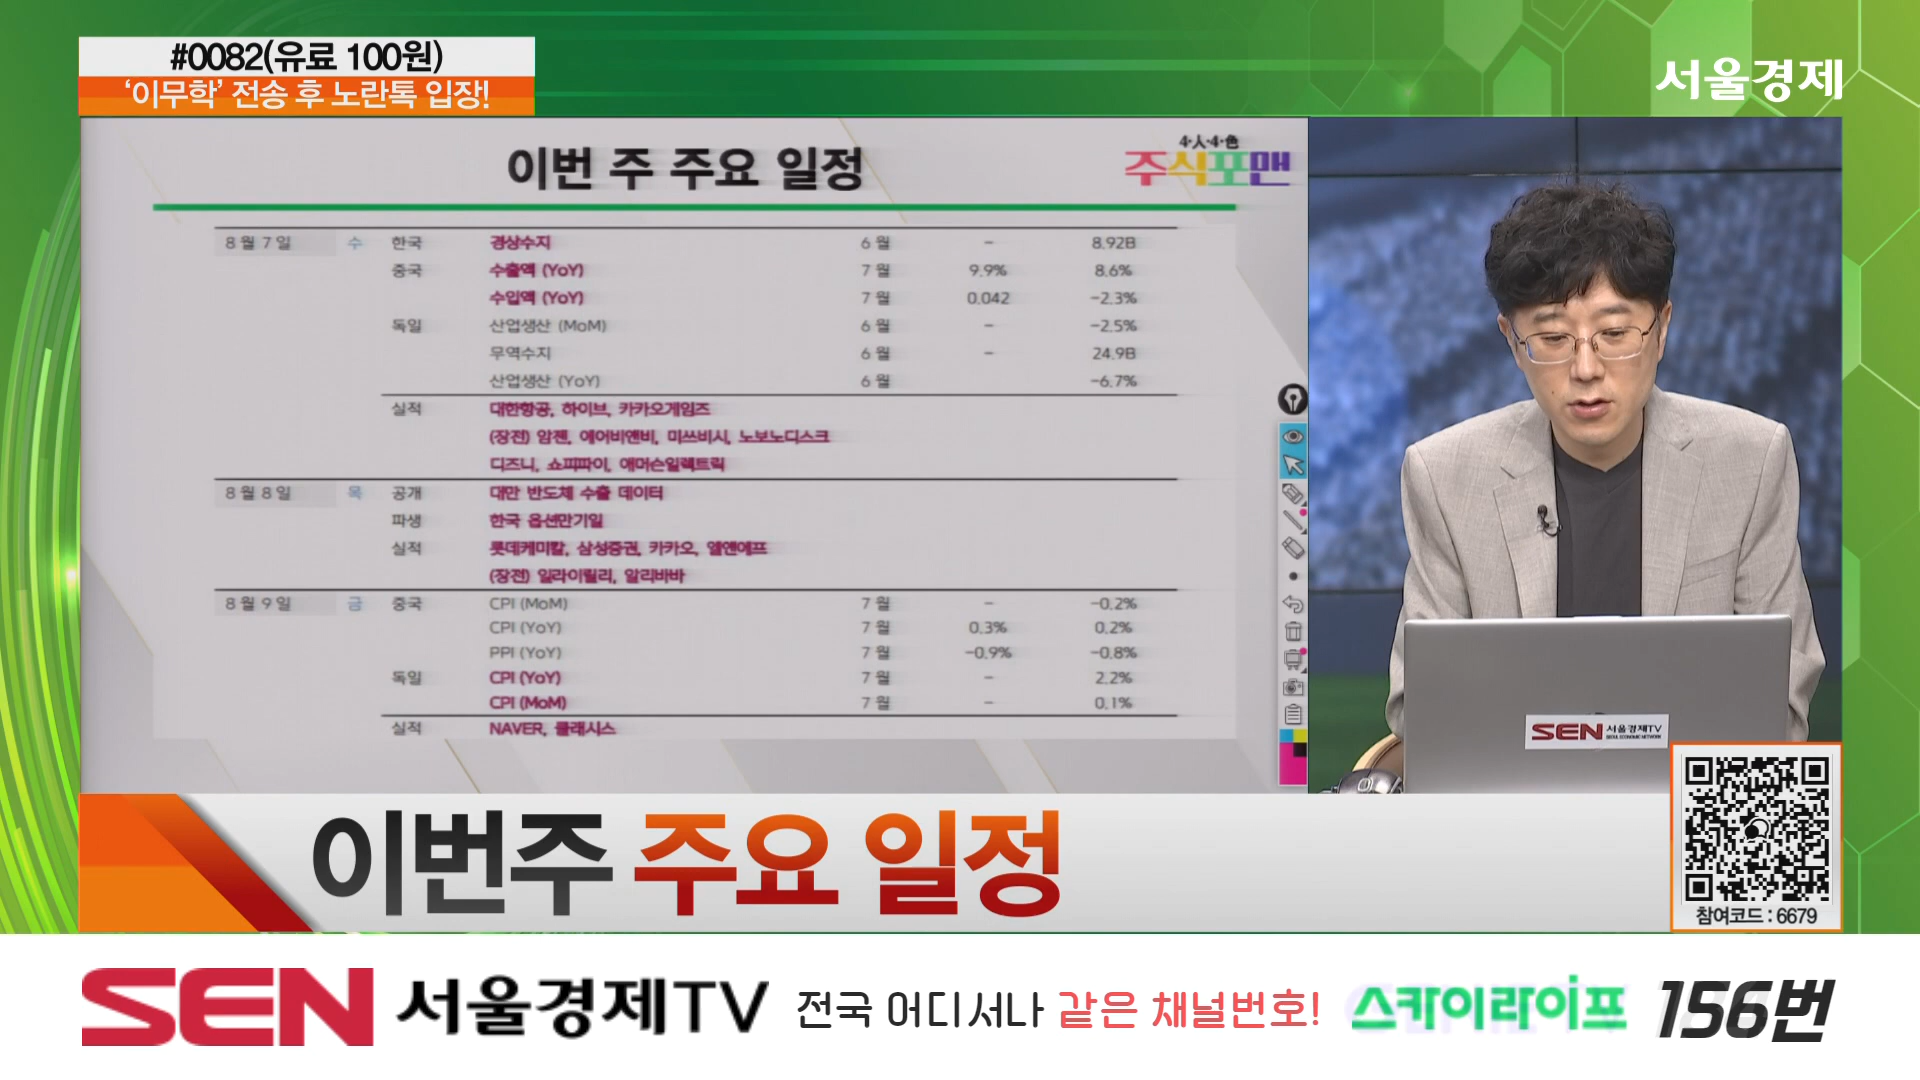 #0082(유료 100원)
‘이무학’ 전송 후 노란톡 입장!
서울경제
이번 주 주요 일정
4·人·4·色
주식포맨
8월 7일 수 한국 경상수지 6월 - 8.92B
중국 수출액 (YoY) 7월 9.9% 8.6%
수입액 (YoY) 7월 0.042 -2.3%
독일 산업생산 (MoM) 6월 - -2.5%
무역수지 6월 - 24.9B
산업생산 (YoY) 6월 -6.7%
실적 대한항공, 하이브, 카카오게임즈
(장전) 암젠, 에어비앤비, 미쓰비시, 노보노디스크
디즈니, 쇼피파이, 애머슨일렉트릭
8월 8일 목 공개 대만 반도체 수출 데이터
파생 한국 옵션만기일
실적 롯데케미칼, 삼성증권, 카카오, 엘앤에프
(장전) 일라이릴리, 알리바바
8월 9일 금 중국 CPI (MoM) 7월 - -0.2%
CPI (YoY) 7월 0.3% 0.2%
PPI (YoY) 7월 -0.9% -0.8%
독일 CPI (YoY) 7월 - 2.2%
CPI (MoM) 7월 - 0.1%
실적 NAVER, 클래시스
SEN 서울경제TV
이번주 주요 일정
참여코드 : 6679
SEN 서울경제TV 전국 어디서나 같은 채널번호! 스카이라이프 156번